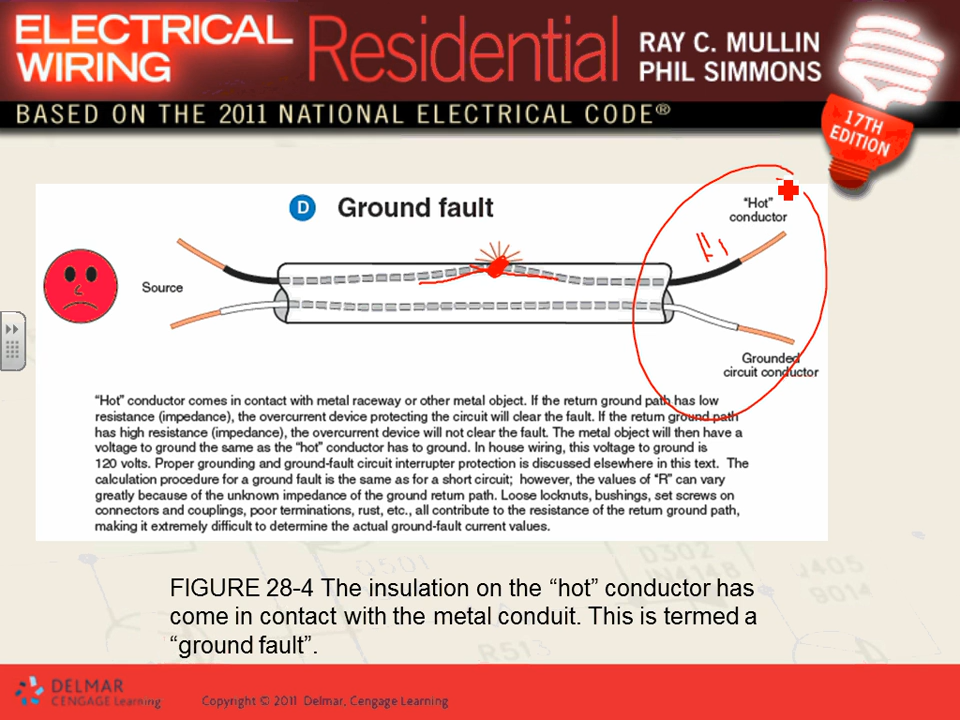 ELECTRICAL WIRING Residential RAY C. MULLIN PHIL SIMMONS
BASED ON THE 2011 NATIONAL ELECTRICAL CODE®
17TH EDITION
D Ground fault
"Hot" conductor
Source
Grounded circuit conductor
"Hot" conductor comes in contact with metal raceway or other metal object. If the return ground path has low
resistance (impedance), the overcurrent device protecting the circuit will clear the fault. If the return ground path
has high resistance (impedance), the overcurrent device will not clear the fault. The metal object will then have a
voltage to ground the same as the "hot" conductor has to ground. In house wiring, this voltage to ground is
120 volts. Proper grounding and ground-fault circuit interrupter protection is discussed elsewhere in this text. The
calculation procedure for a ground fault is the same as for a short circuit; however, the values of "R" can vary
greatly because of the unknown impedance of the ground return path. Loose locknuts, bushings, set screws on
connectors and couplings, poor terminations, rust, etc., all contribute to the resistance of the return ground path,
making it extremely difficult to determine the actual ground-fault current values.
Q501
D302
IN4148
J405
9014
R513
FIGURE 28-4 The insulation on the "hot" conductor has
come in contact with the metal conduit. This is termed a
"ground fault".
DELMAR
CENGAGE Learning
Copyright © 2011 Delmar, Cengage Learning